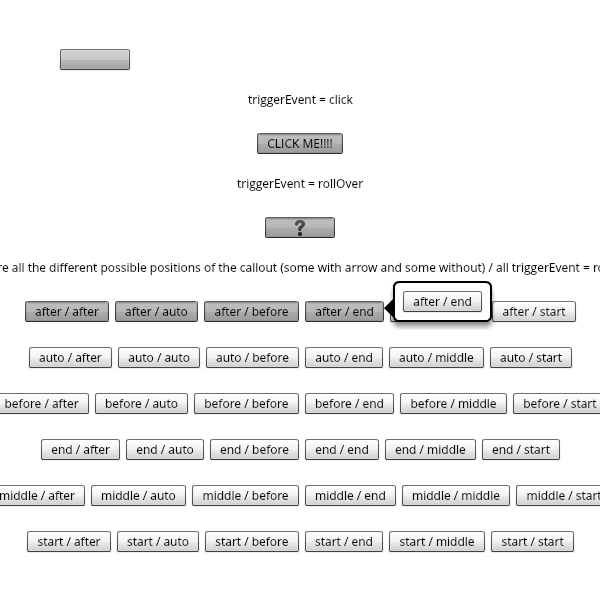 triggerEvent = click
CLICK ME!!!!
triggerEvent = rollOver
?
all the different possible positions of the callout (some with arrow and some without) / all triggerEvent =
after / after after / auto after / before after / end after / end after / start
auto / after auto / auto auto / before auto / end auto / middle auto / start
before / after before / auto before / before before / end before / middle before / start
end / after end / auto end / before end / end end / middle end / start
middle / after middle / auto middle / before middle / end middle / middle middle / start
start / after start / auto start / before start / end start / middle start / start